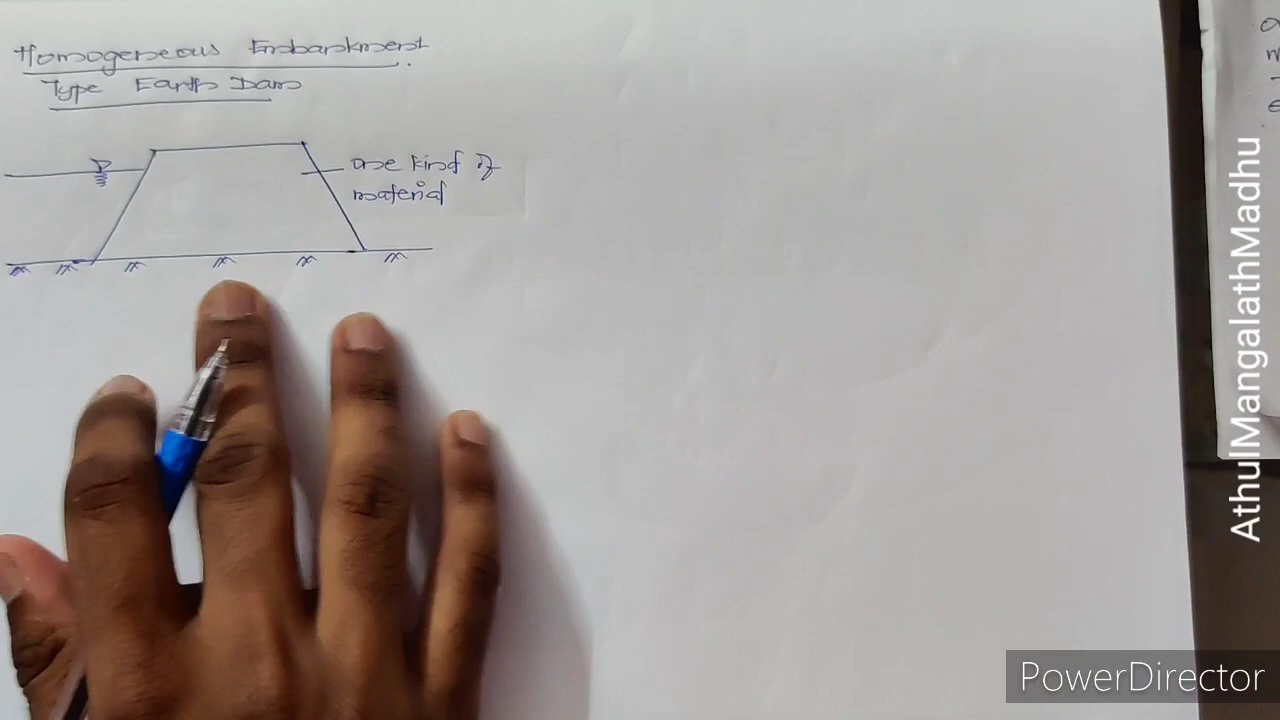 Homogeneous Embankment.
Type Earth Dam
one kind of
material
AthulMangalathMadhu
PowerDirector